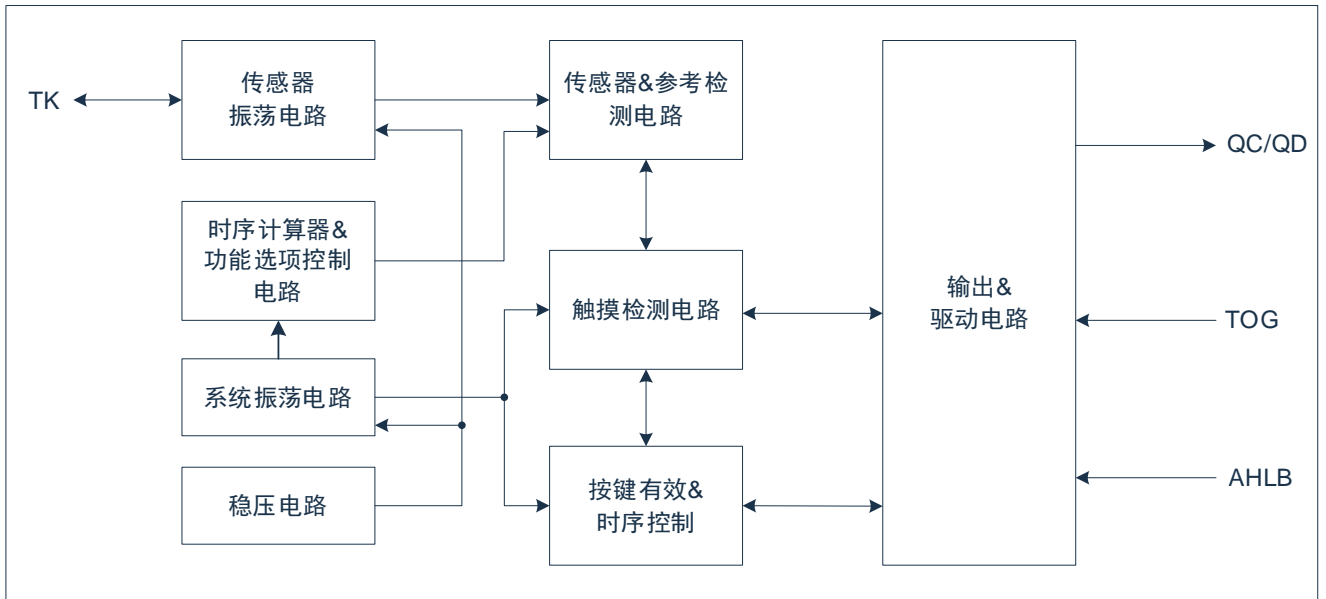 TK
传感器
振荡电路
传感器&参考检
测电路
时序计算器&
功能选项控制
电路
触摸检测电路
系统振荡电路
稳压电路
按键有效&
时序控制
输出&
驱动电路
QC/QD
TOG
AHLB